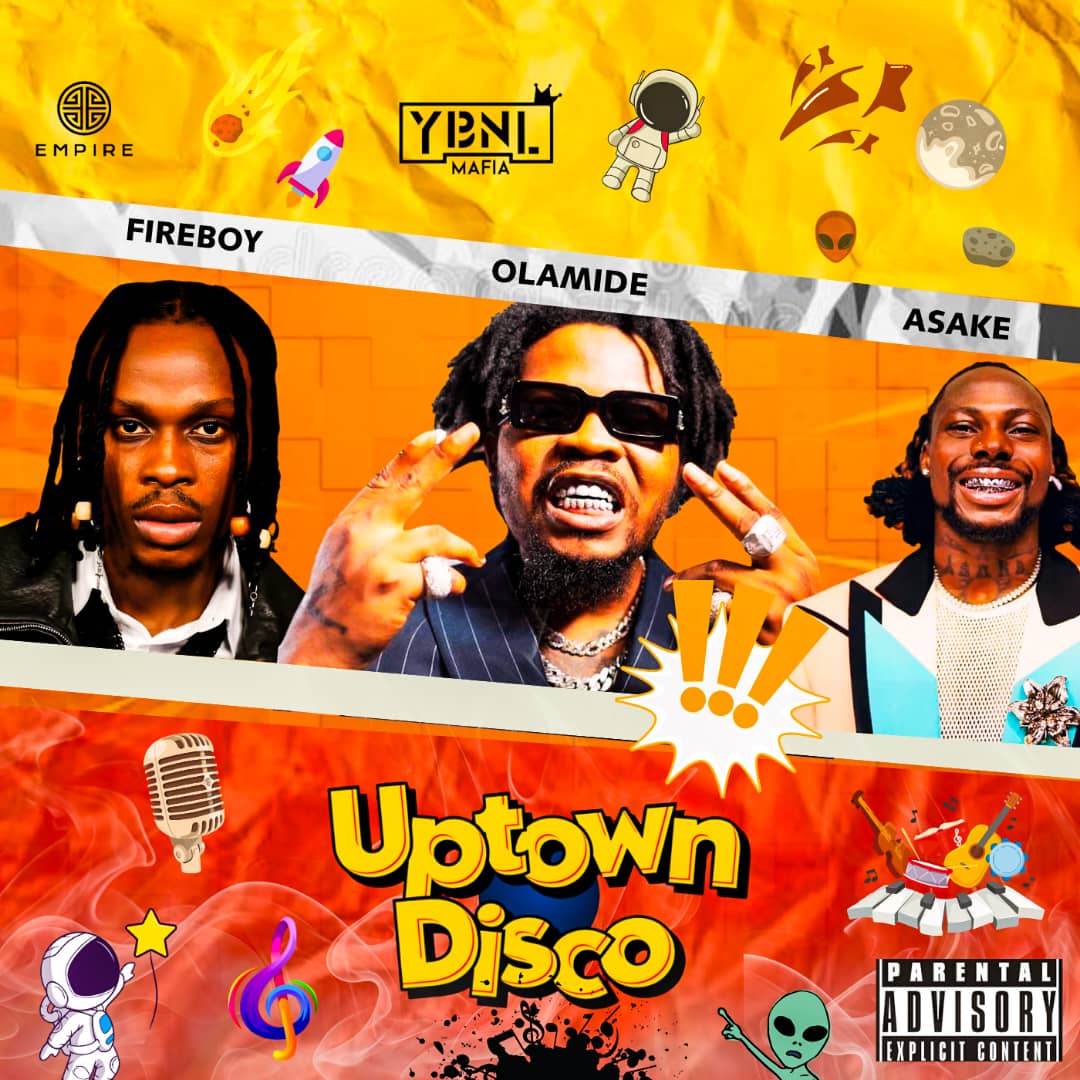 EMPIRE
YBNL
MAFIA
FIREBOY
OLAMIDE
ASAKE
!!!
Uptown
Disco
PARENTAL
ADVISORY
EXPLICIT CONTENT